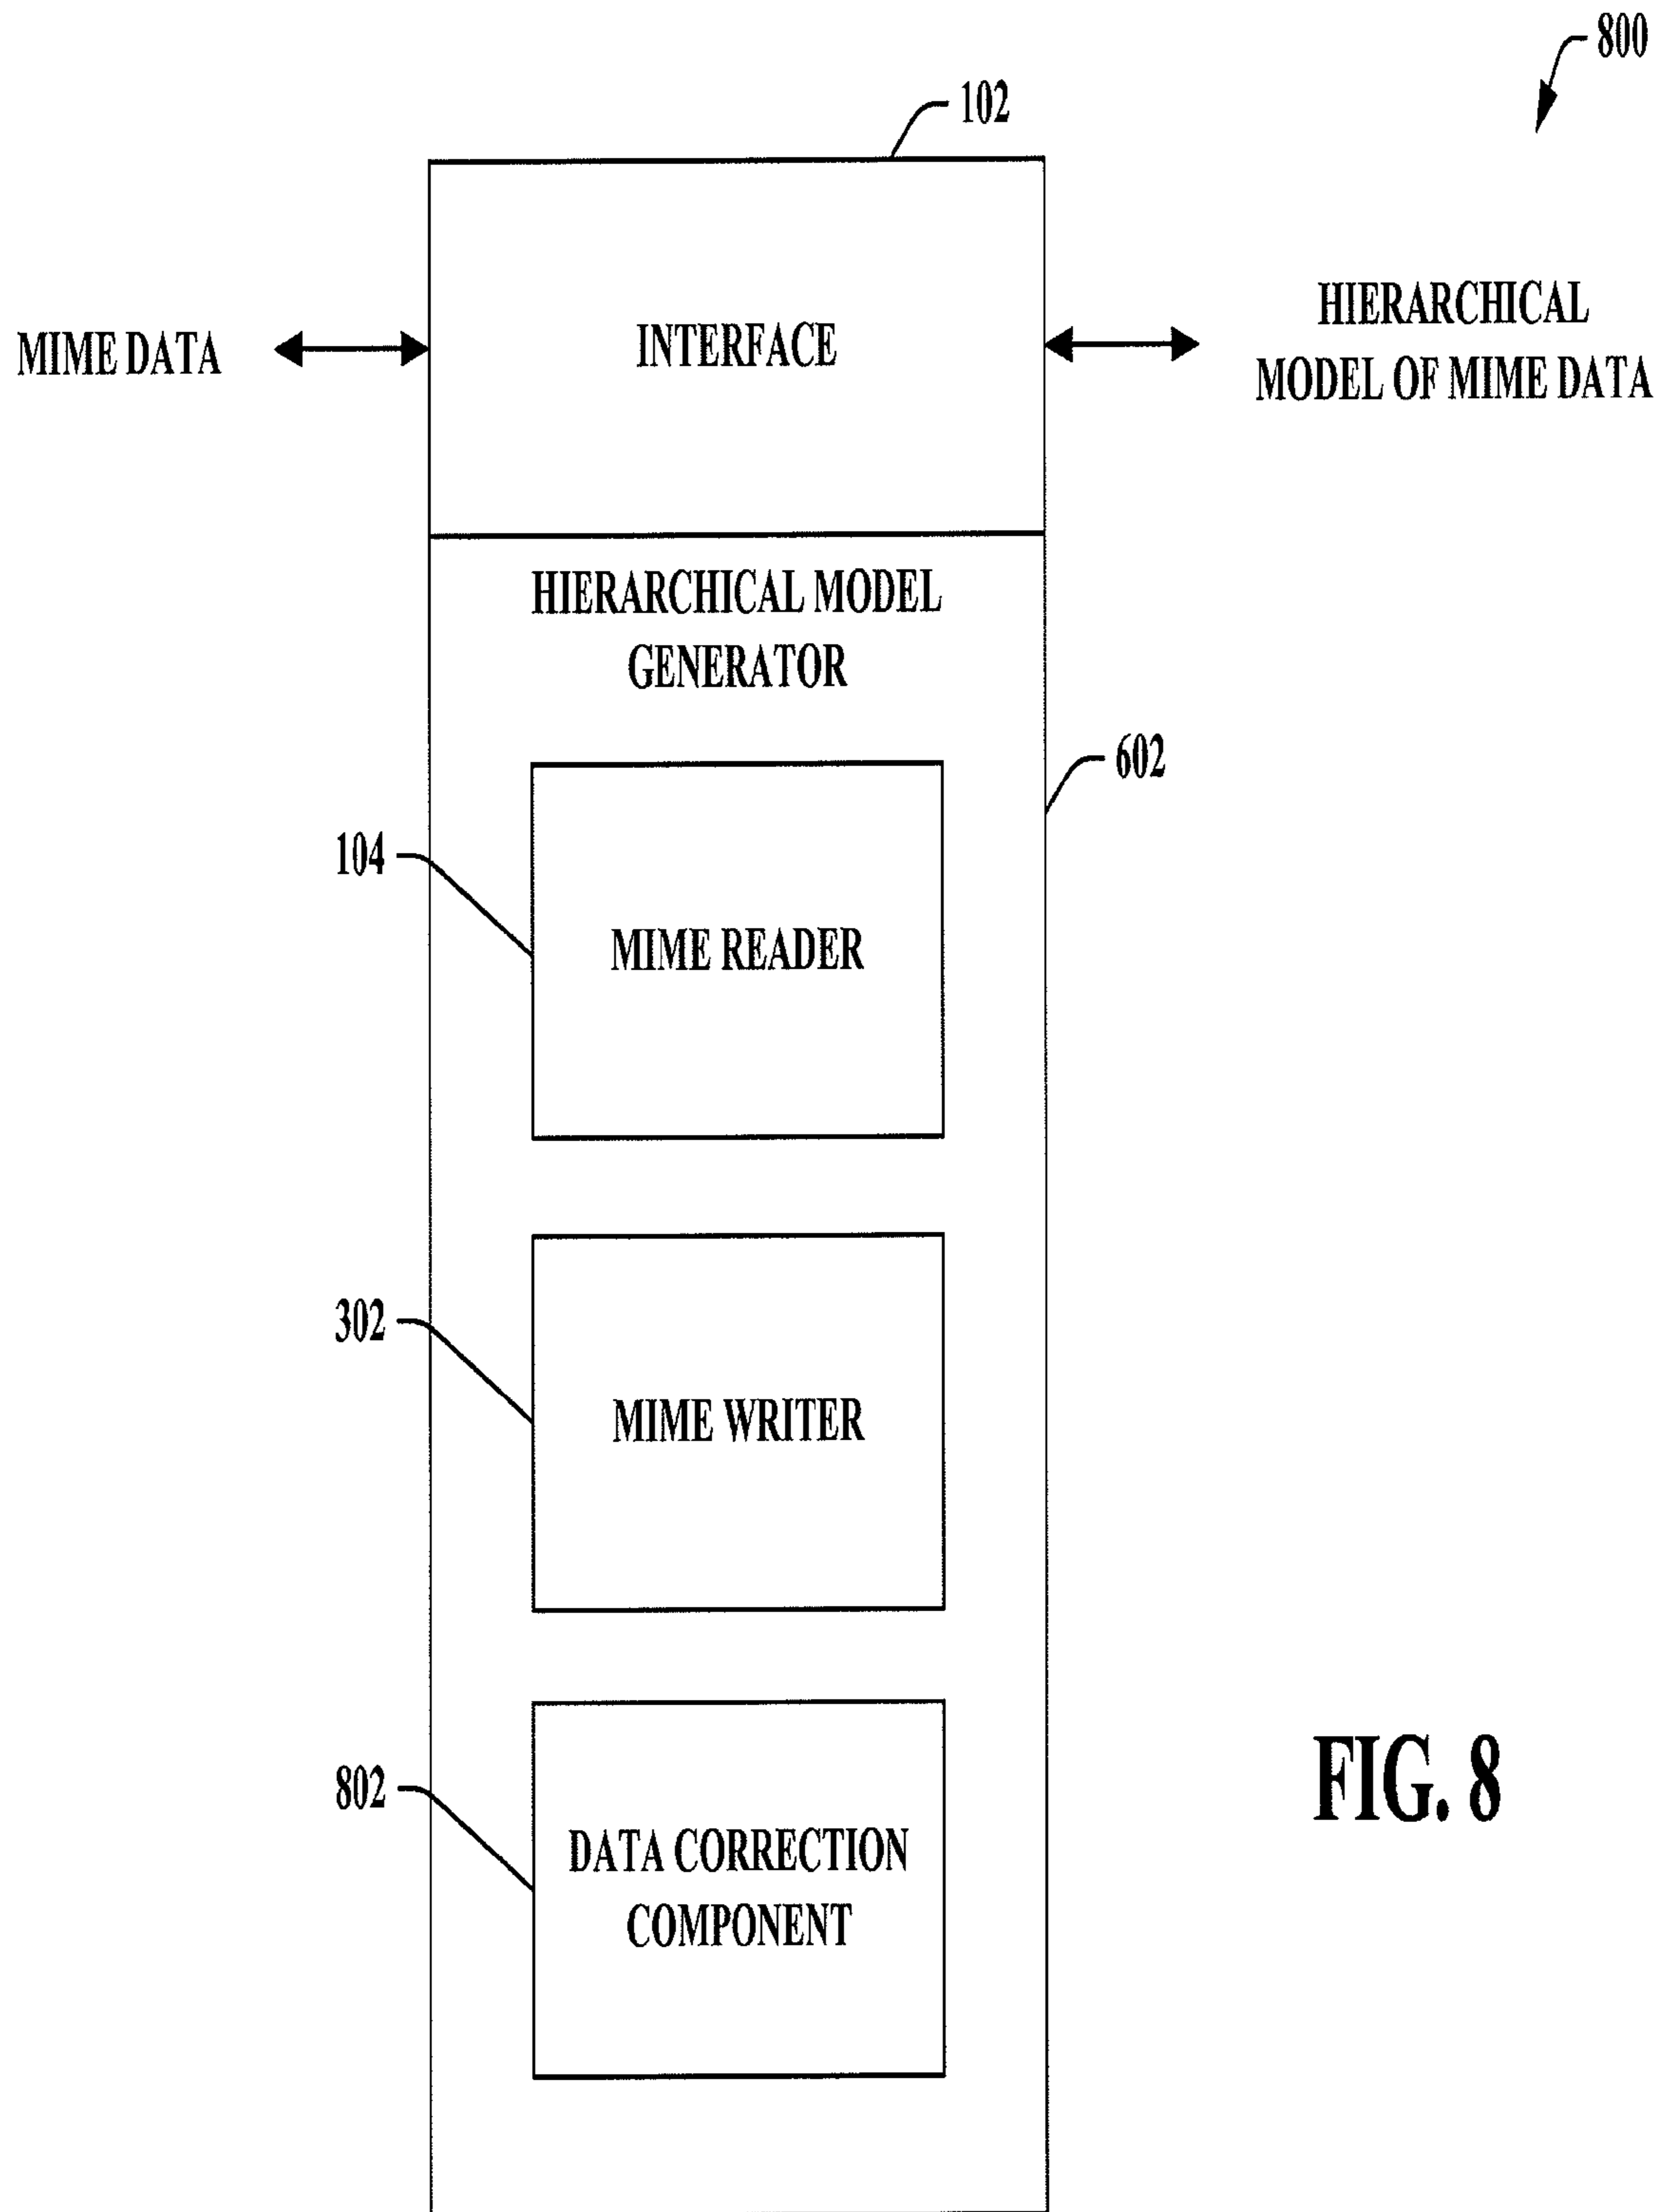 800
102
MIME DATA
INTERFACE
HIERARCHICAL
MODEL OF MIME DATA
HIERARCHICAL MODEL
GENERATOR
602
104
MIME READER
302
MIME WRITER
802
DATA CORRECTION
COMPONENT
FIG. 8